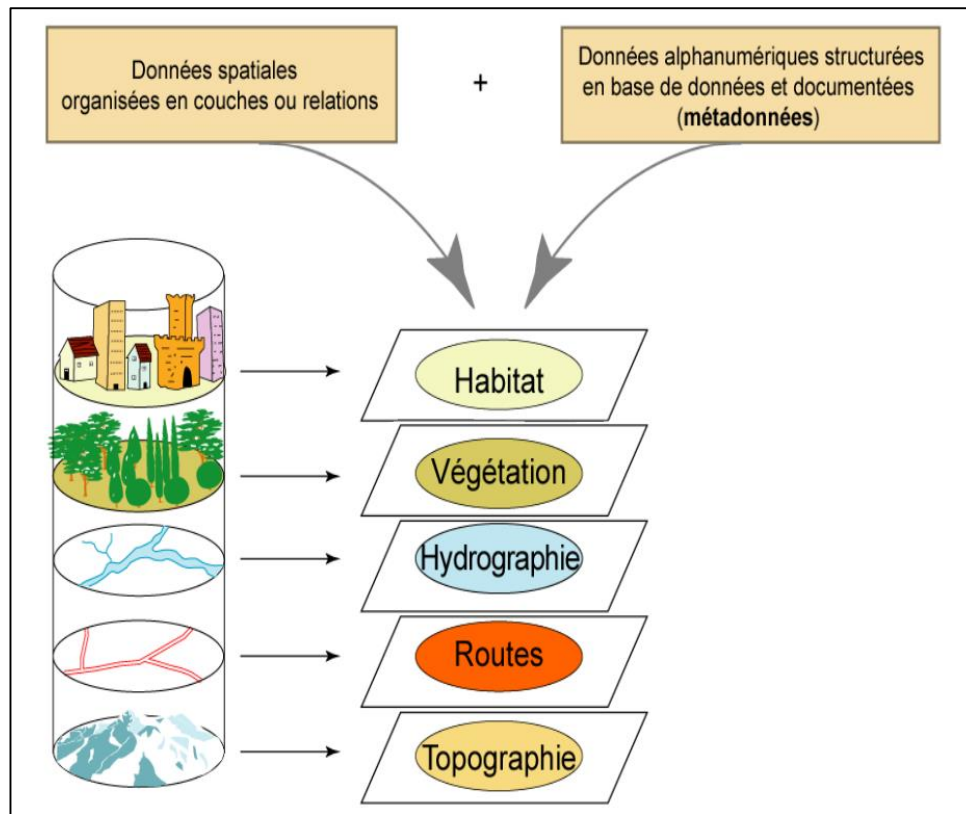 Données spatiales
organisées en couches ou relations
+
Données alphanumériques structurées
en base de données et documentées
(métadonnées)
Habitat
Végétation
Hydrographie
Routes
Topographie